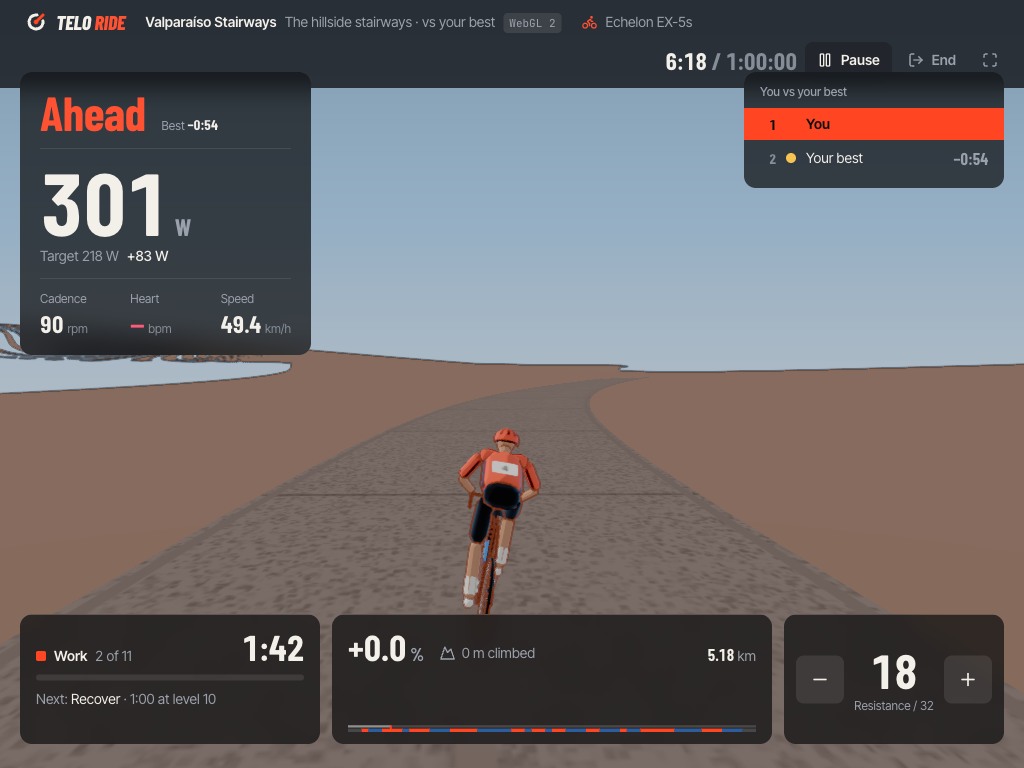 TELO RIDE Valparaíso Stairways The hillside stairways · vs your best WebGL 2 Echelon EX-5s
6:18 / 1:00:00 Pause End
Ahead Best −0:54
301 W
Target 218 W +83 W
Cadence Heart Speed
90 rpm – bpm 49.4 km/h
You vs your best
1 You
2 Your best −0:54
Work 2 of 11 1:42
Next: Recover · 1:00 at level 10
+0.0 % 0 m climbed 5.18 km
− 18 +
Resistance / 32